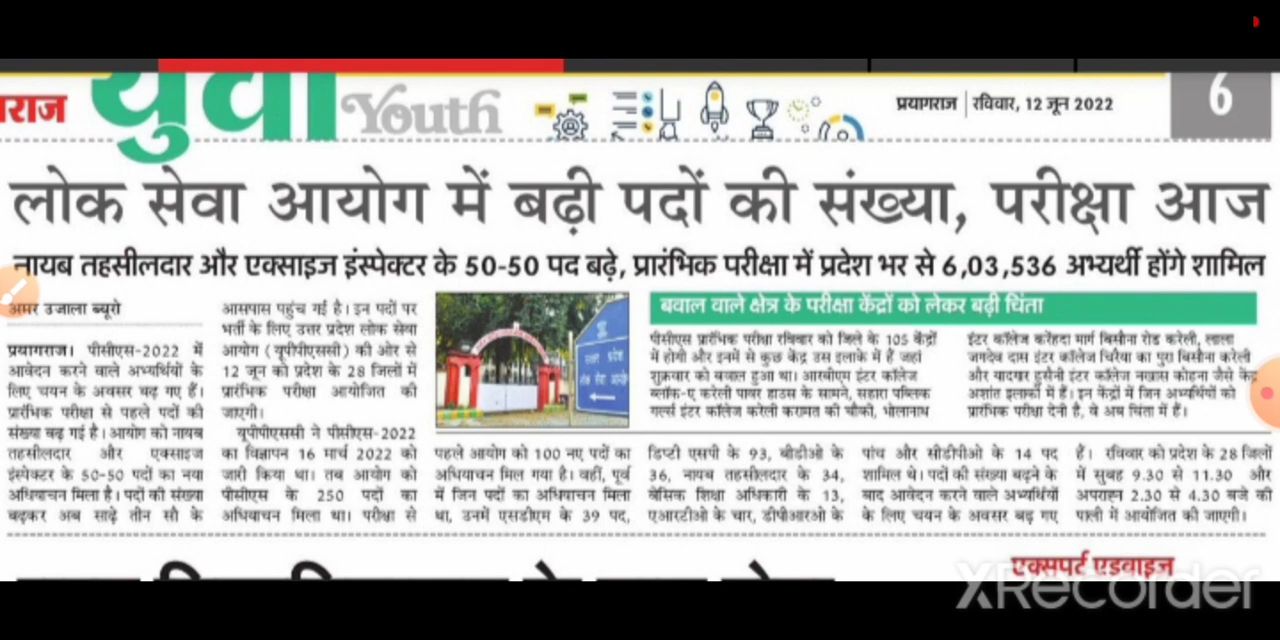 राज
युवा
Youth
प्रयागराज | रविवार, 12 जून 2022
6
लोक सेवा आयोग में बढ़ी पदों की संख्या, परीक्षा आज
नायब तहसीलदार और एक्साइज इंस्पेक्टर के 50-50 पद बढ़े, प्रारंभिक परीक्षा में प्रदेश भर से 6,03,536 अभ्यर्थी होंगे शामिल
अमर उजाला ब्यूरो
प्रयागराज। पीसीएस-2022 में
आवेदन करने वाले अभ्यर्थियों के
लिए चयन के अवसर बढ़ गए हैं।
प्रारंभिक परीक्षा से पहले पदों की
संख्या बढ़ गई है। आयोग को नायब
तहसीलदार और एक्साइज
इंस्पेक्टर के 50-50 पदों का नया
अधियाचन मिला है। पदों की संख्या
बढ़कर अब साढ़े तीन सौ के
आसपास पहुंच गई है। इन पदों पर
भर्ती के लिए उत्तर प्रदेश लोक सेवा
आयोग (यूपीपीएससी) की ओर से
12 जून को प्रदेश के 28 जिलों में
प्रारंभिक परीक्षा आयोजित की
जाएगी।
यूपीपीएससी ने पीसीएस-2022
का विज्ञापन 16 मार्च 2022 को
जारी किया था। तब आयोग को
पीसीएस के 250 पदों का
अधियाचन मिला था। परीक्षा से
पहले आयोग को 100 नए पदों का
अधियाचन मिल गया है। वहीं, पूर्व
में जिन पदों का अधियाचन मिला
था, उनमें एसडीएम के 39 पद,
डिप्टी एसपी के 93, बीडीओ के
36, नायब तहसीलदार के 34,
बेसिक शिक्षा अधिकारी के 13,
एआरटीओ के चार, डीपीआरओ के
पांच और सीडीपीओ के 14 पद
शामिल थे। पदों की संख्या बढ़ने के
बाद आवेदन करने वाले अभ्यर्थियों
के लिए चयन के अवसर बढ़ गए
हैं। रविवार को प्रदेश के 28 जिलों
में सुबह 9.30 से 11.30 और
अपराह्न 2.30 से 4.30 बजे की
पाली में आयोजित की जाएगी।
बवाल वाले क्षेत्र के परीक्षा केंद्रों को लेकर बढ़ी चिंता
पीसीएस प्रारंभिक परीक्षा रविवार को जिले के 105 केंद्रों
में होगी और इनमें से कुछ केंद्र उस इलाके में हैं जहां
शुक्रवार को बवाल हुआ था। आरबीएम इंटर कॉलेज
ब्लॉक-ए करेली पावर हाउस के सामने, सहारा पब्लिक
गर्ल्स इंटर कॉलेज करेली करामत की चौकी, भोलानाथ
इंटर कॉलेज करेंहदा मार्ग बिसौना रोड करेली, लाला
जगदेव दास इंटर कॉलेज चिरैया का पुरा बिसौना करेली
और यादगार हुसैनी इंटर कॉलेज नखास कोहना जैसे केंद्र
अशांत इलाकों में हैं। इन केंद्रों में जिन अभ्यर्थियों को
प्रारंभिक परीक्षा देनी है, वे अब चिंता में हैं।
एक्सपर्ट एडवाइज
XRecorder